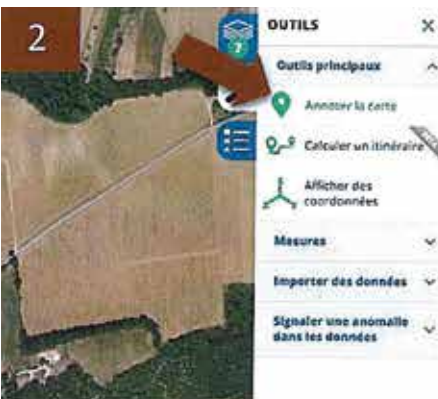 2
7
OUTILS
Outils principaux
Annoter la carte
Calculer un itinéraire
Afficher des
coordonnées
Mesures
Importer des données
Signaler une anomalie
dans les données